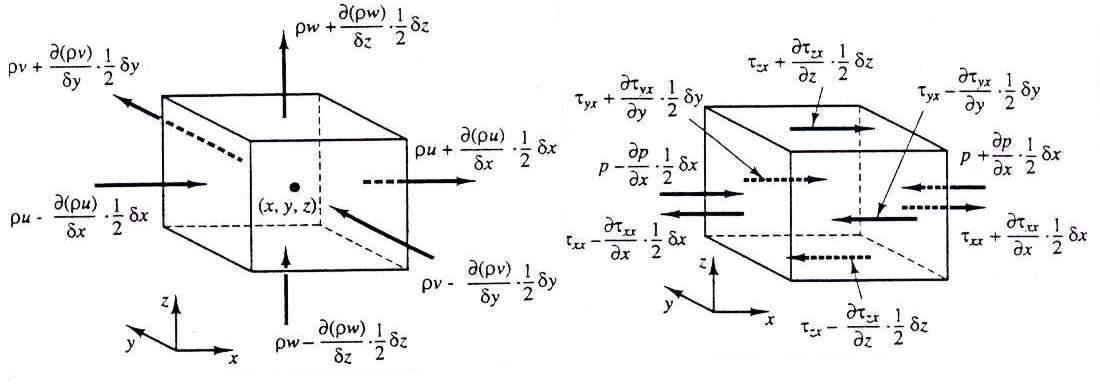 ρw + ∂(ρw)/δz · 1/2 δz
ρv + ∂(ρv)/δy · 1/2 δy
ρu + ∂(ρu)/δx · 1/2 δx
(x, y, z)
ρu - ∂(ρu)/δx · 1/2 δx
ρv - ∂(ρv)/δy · 1/2 δy
ρw - ∂(ρw)/δz · 1/2 δz
z
y
x
τzx + ∂τzx/∂z · 1/2 δz
τyx + ∂τyx/∂y · 1/2 δy
τyx - ∂τyx/∂y · 1/2 δy
p - ∂p/∂x · 1/2 δx
p + ∂p/∂x · 1/2 δx
τxx - ∂τxx/∂x · 1/2 δx
τxx + ∂τxx/∂x · 1/2 δx
τzx - ∂τzx/∂z · 1/2 δz
z
y
x